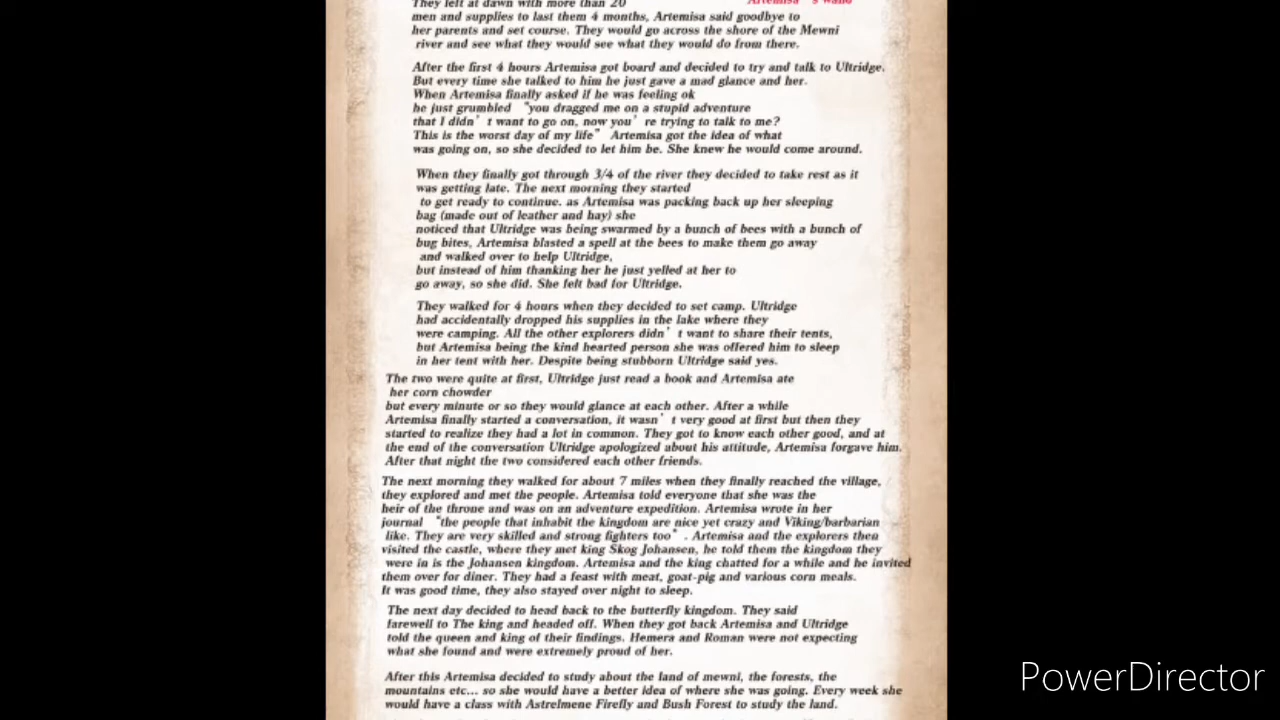 They left at dawn with more than 20
Artemisa's wand
men and supplies to last them 4 months, Artemisa said goodbye to
her parents and set course. They would go across the shore of the Mewni
river and see what they would see what they would do from there.
After the first 4 hours Artemisa got board and decided to try and talk to Ultridge.
But every time she talked to him he just gave a mad glance and her.
When Artemisa finally asked if he was feeling ok
he just grumbled "you dragged me on a stupid adventure
that I didn't want to go on, now you're trying to talk to me?
This is the worst day of my life" Artemisa got the idea of what
was going on, so she decided to let him be. She knew he would come around.
When they finally got through 3/4 of the river they decided to take rest as it
was getting late. The next morning they started
to get ready to continue. as Artemisa was packing back up her sleeping
bag (made out of leather and hay) she
noticed that Ultridge was being swarmed by a bunch of bees with a bunch of
bug bites, Artemisa blasted a spell at the bees to make them go away
and walked over to help Ultridge,
but instead of him thanking her he just yelled at her to
go away, so she did. She felt bad for Ultridge.
They walked for 4 hours when they decided to set camp. Ultridge
had accidentally dropped his supplies in the lake where they
were camping. All the other explorers didn't want to share their tents,
but Artemisa being the kind hearted person she was offered him to sleep
in her tent with her. Despite being stubborn Ultridge said yes.
The two were quite at first, Ultridge just read a book and Artemisa ate
her corn chowder
but every minute or so they would glance at each other. After a while
Artemisa finally started a conversation, it wasn't very good at first but then they
started to realize they had a lot in common. They got to know each other good, and at
the end of the conversation Ultridge apologized about his attitude, Artemisa forgave him.
After that night the two considered each other friends.
The next morning they walked for about 7 miles when they finally reached the village,
they explored and met the people. Artemisa told everyone that she was the
heir of the throne and was on an adventure expedition. Artemisa wrote in her
journal "the people that inhabit the kingdom are nice yet crazy and Viking/barbarian
like. They are very skilled and strong fighters too". Artemisa and the explorers then
visited the castle, where they met king Skog Johansen, he told them the kingdom they
were in is the Johansen kingdom. Artemisa and the king chatted for a while and he invited
them over for diner. They had a feast with meat, goat-pig and various corn meals.
It was good time, they also stayed over night to sleep.
The next day decided to head back to the butterfly kingdom. They said
farewell to The king and headed off. When they got back Artemisa and Ultridge
told the queen and king of their findings. Hemera and Roman were not expecting
what she found and were extremely proud of her.
After this Artemisa decided to study about the land of mewni, the forests, the
mountains etc... so she would have a better idea of where she was going. Every week she
would have a class with Astrelmene Firefly and Bush Forest to study the land.
PowerDirector